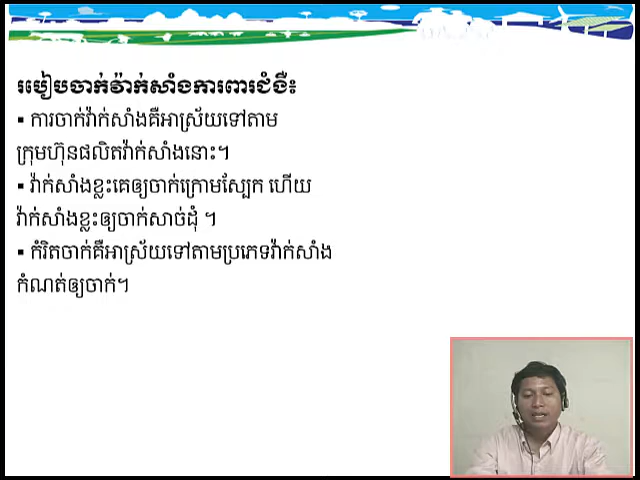 របៀបចាក់វ៉ាក់សាំងការពារជំងឺ៖
▪ ការចាក់វ៉ាក់សាំងគឺអាស្រ័យទៅតាម
ក្រុមហ៊ុនផលិតវ៉ាក់សាំងនោះ។
▪ វ៉ាក់សាំងខ្លះគេឲ្យចាក់ក្រោមស្បែក ហើយ
វ៉ាក់សាំងខ្លះឲ្យចាក់សាច់ដុំ ។
▪ កំរិតចាក់គឺអាស្រ័យទៅតាមប្រភេទវ៉ាក់សាំង
កំណត់ឲ្យចាក់។